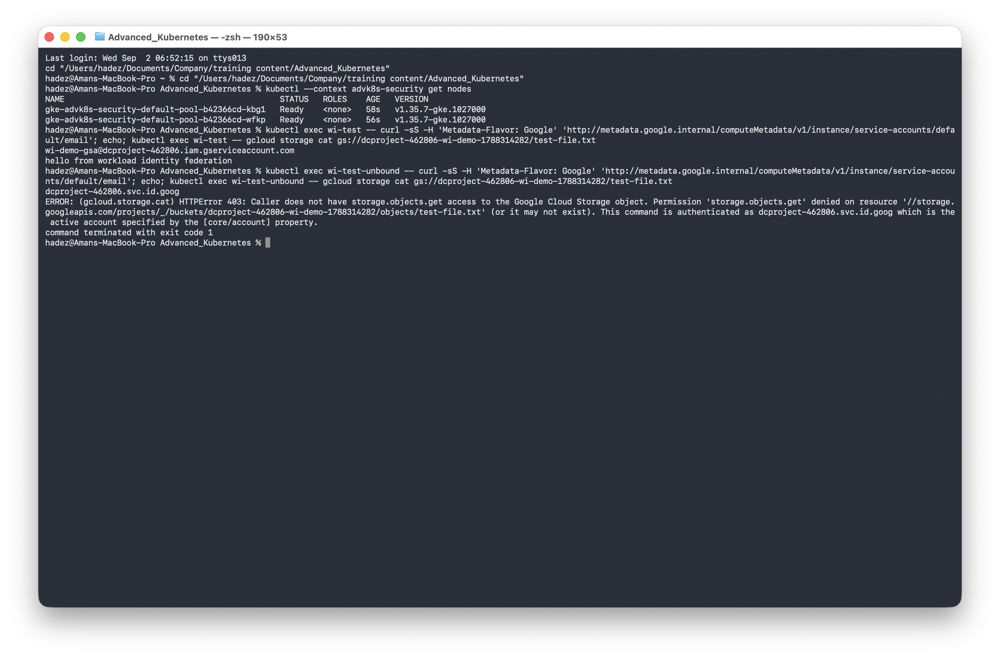 Advanced_Kubernetes — -zsh — 190×53
Last login: Wed Sep  2 06:52:15 on ttys013
cd "/Users/hadez/Documents/Company/training content/Advanced_Kubernetes"
hadez@Amans-MacBook-Pro ~ % cd "/Users/hadez/Documents/Company/training content/Advanced_Kubernetes"
hadez@Amans-MacBook-Pro Advanced_Kubernetes % kubectl --context advk8s-security get nodes
NAME                                             STATUS   ROLES    AGE   VERSION
gke-advk8s-security-default-pool-b42366cd-kbg1   Ready    <none>   58s   v1.35.7-gke.1027000
gke-advk8s-security-default-pool-b42366cd-wfkp   Ready    <none>   56s   v1.35.7-gke.1027000
hadez@Amans-MacBook-Pro Advanced_Kubernetes % kubectl exec wi-test -- curl -sS -H 'Metadata-Flavor: Google' 'http://metadata.google.internal/computeMetadata/v1/instance/service-accounts/defa
ult/email'; echo; kubectl exec wi-test -- gcloud storage cat gs://dcproject-462806-wi-demo-1788314282/test-file.txt
wi-demo-gsa@dcproject-462806.iam.gserviceaccount.com
hello from workload identity federation
hadez@Amans-MacBook-Pro Advanced_Kubernetes % kubectl exec wi-test-unbound -- curl -sS -H 'Metadata-Flavor: Google' 'http://metadata.google.internal/computeMetadata/v1/instance/service-accou
nts/default/email'; echo; kubectl exec wi-test-unbound -- gcloud storage cat gs://dcproject-462806-wi-demo-1788314282/test-file.txt
dcproject-462806.svc.id.goog
ERROR: (gcloud.storage.cat) HTTPError 403: Caller does not have storage.objects.get access to the Google Cloud Storage object. Permission 'storage.objects.get' denied on resource '//storage.
googleapis.com/projects/_/buckets/dcproject-462806-wi-demo-1788314282/objects/test-file.txt' (or it may not exist). This command is authenticated as dcproject-462806.svc.id.goog which is the
 active account specified by the [core/account] property.
command terminated with exit code 1
hadez@Amans-MacBook-Pro Advanced_Kubernetes %